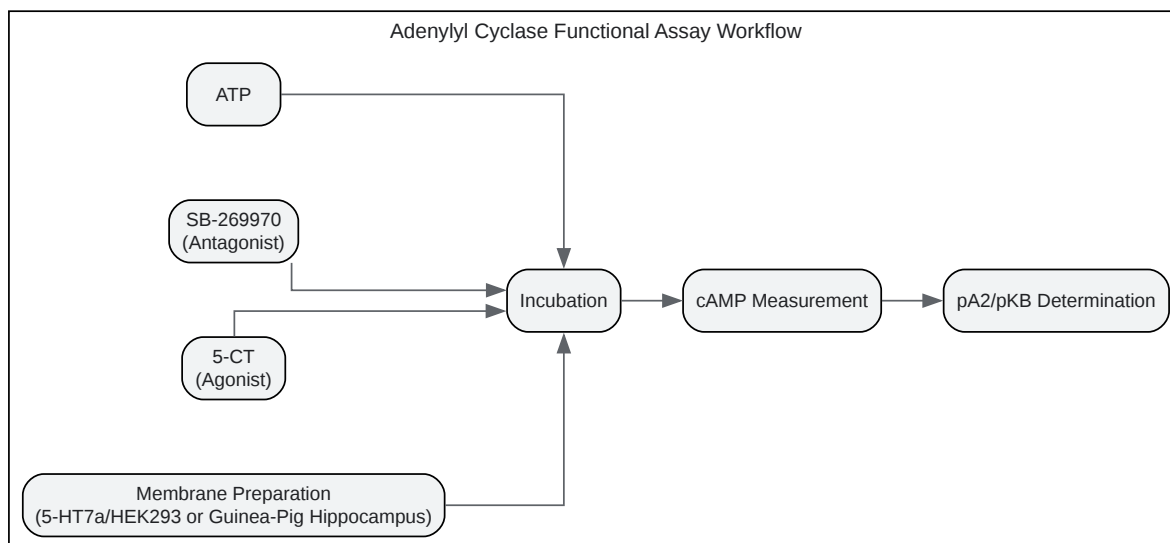 Adenylyl Cyclase Functional Assay Workflow
ATP
SB-269970
(Antagonist)
5-CT
(Agonist)
Membrane Preparation
(5-HT7a/HEK293 or Guinea-Pig Hippocampus)
Incubation
cAMP Measurement
pA2/pKB Determination